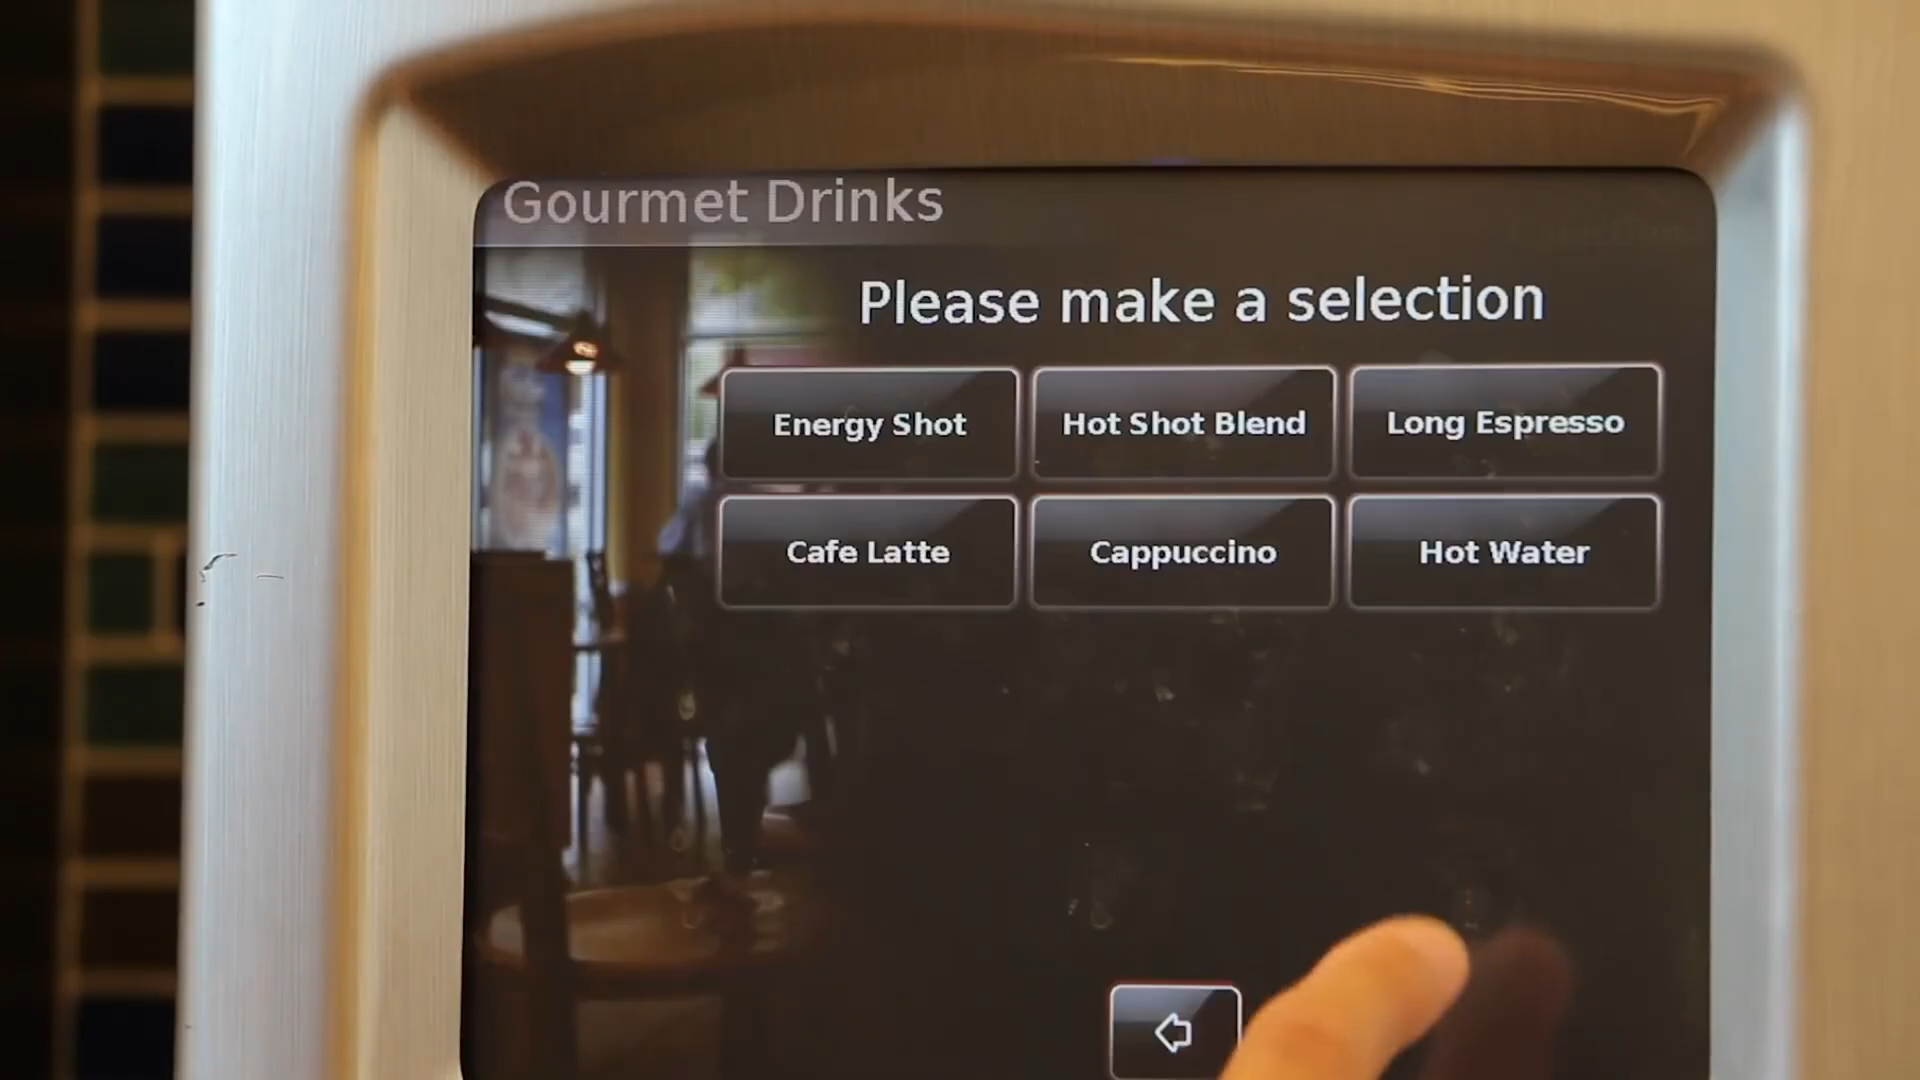 Gourmet Drinks
Please make a selection
Energy Shot
Hot Shot Blend
Long Espresso
Cafe Latte
Cappuccino
Hot Water